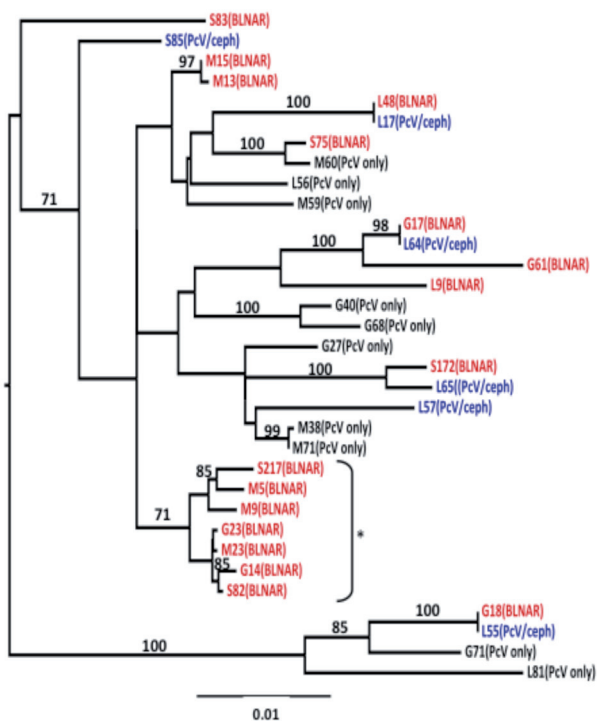 S83(BLNAR)
S85(PcV/ceph)
97
M15(BLNAR)
M13(BLNAR)
100
L48(BLNAR)
L17(PcV/ceph)
100
S75(BLNAR)
M60(PcV only)
L56(PcV only)
71
M59(PcV only)
98
G17(BLNAR)
100
L64(PcV/ceph)
G61(BLNAR)
L9(BLNAR)
100
G40(PcV only)
G68(PcV only)
G27(PcV only)
100
S172(BLNAR)
L65((PcV/ceph)
L57(PcV/ceph)
99
M38(PcV only)
M71(PcV only)
85
S217(BLNAR)
M5(BLNAR)
71
M9(BLNAR)
G23(BLNAR)
*
M23(BLNAR)
85
G14(BLNAR)
S82(BLNAR)
100
G18(BLNAR)
85
L55(PcV/ceph)
100
G71(PcV only)
L81(PcV only)
0.01